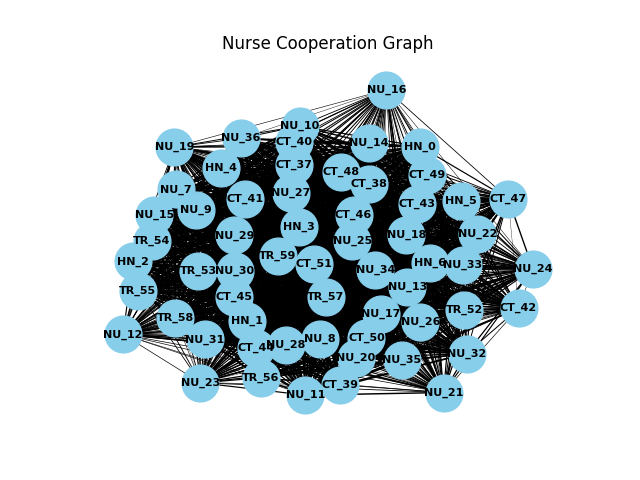 Nurse Cooperation Graph
NU_16
NU_10
NU_36
CT_40
NU_14
NU_19
HN_0
HN_4
CT_37
CT_48
CT_49
CT_38
NU_7
NU_27
CT_41
CT_47
HN_5
CT_43
NU_9
NU_15
CT_46
HN_3
NU_22
NU_18
NU_29
TR_54
NU_25
TR_59
HN_2
CT_51
HN_6
NU_33
NU_24
TR_53
NU_30
NU_34
NU_13
TR_55
CT_45
TR_57
CT_42
TR_52
NU_17
TR_58
HN_1
NU_26
NU_12
NU_31
NU_8
CT_50
NU_28
CT_44
NU_32
NU_20
NU_35
TR_56
NU_23
CT_39
NU_21
NU_11